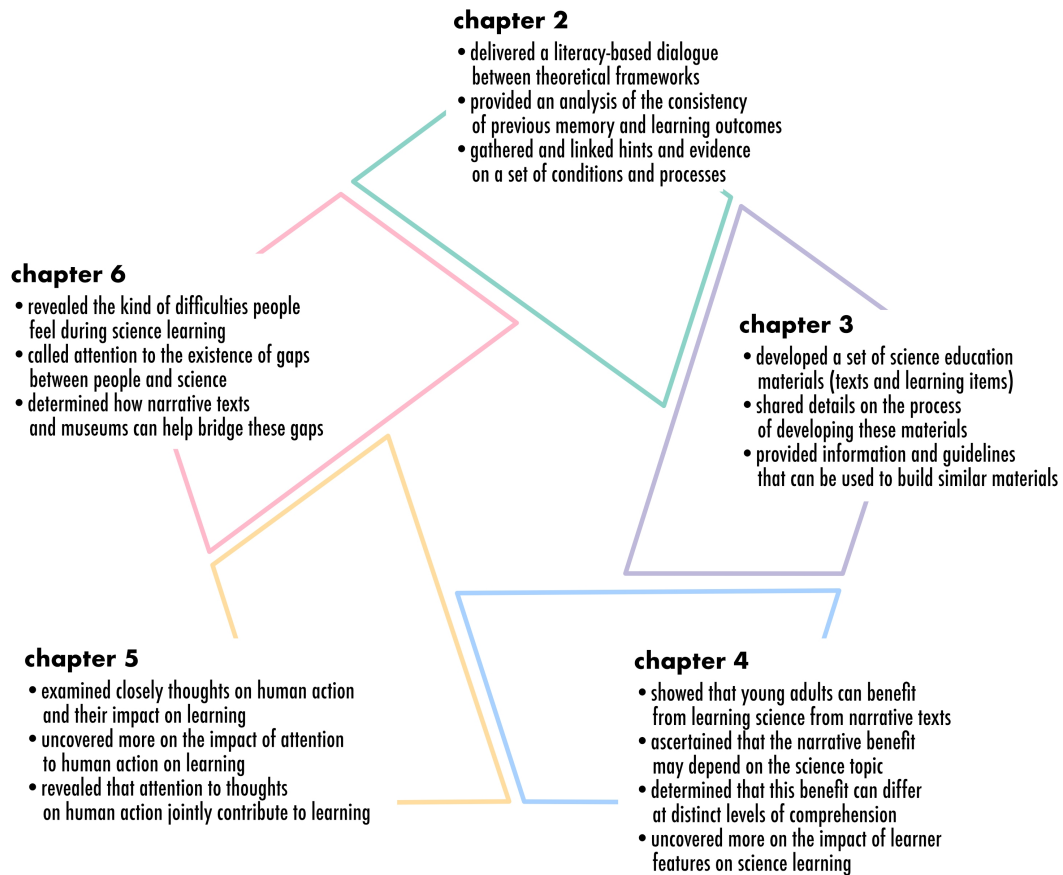 chapter 2
• delivered a literacy-based dialogue
between theoretical frameworks
• provided an analysis of the consistency
of previous memory and learning outcomes
• gathered and linked hints and evidence
on a set of conditions and processes
chapter 3
• developed a set of science education
materials (texts and learning items)
• shared details on the process
of developing these materials
• provided information and guidelines
that can be used to build similar materials
chapter 4
• showed that young adults can benefit
from learning science from narrative texts
• ascertained that the narrative benefit
may depend on the science topic
• determined that this benefit can differ
at distinct levels of comprehension
• uncovered more on the impact of learner
features on science learning
chapter 5
• examined closely thoughts on human action
and their impact on learning
• uncovered more on the impact of attention
to human action on learning
• revealed that attention to thoughts
on human action jointly contribute to learning
chapter 6
• revealed the kind of difficulties people
feel during science learning
• called attention to the existence of gaps
between people and science
• determined how narrative texts
and museums can help bridge these gaps